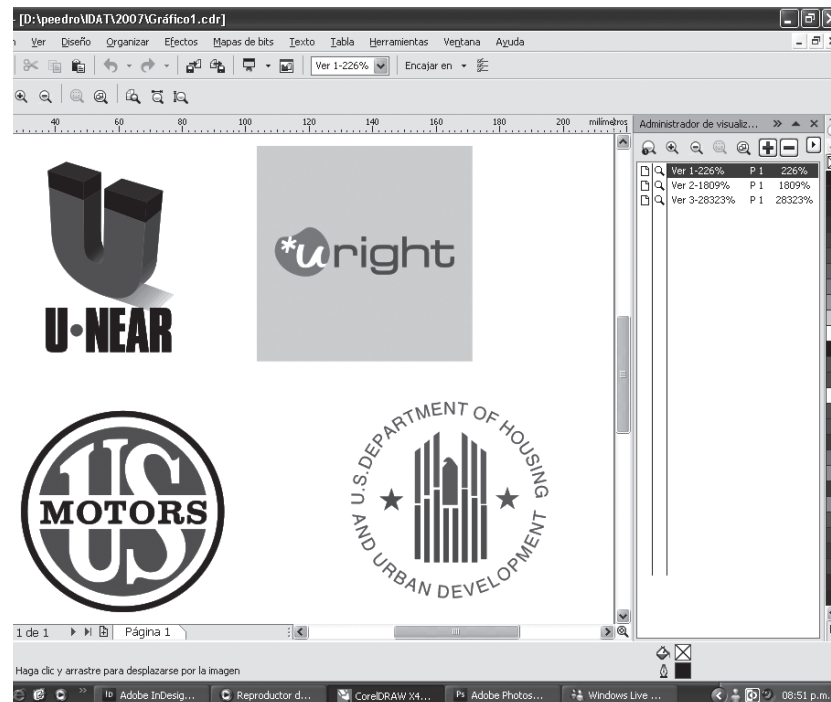 - [D:\peedro\IDAT\2007\Gráfico1.cdr]
Ver Diseño Organizar Efectos Mapas de bits Texto Tabla Herramientas Ventana Ayuda
Ver 1-226% Encajar en
40 60 80 100 120 140 160 180 200 milímetros
Administrador de visualiz...
Ver 1-226% P 1 226%
Ver 2-1809% P 1 1809%
Ver 3-28323% P 1 28323%
U
U·NEAR
*uright
US
MOTORS
U.S. DEPARTMENT OF HOUSING
AND URBAN DEVELOPMENT
1 de 1 Página 1
Haga clic y arrastre para desplazarse por la imagen
Adobe InDesig... Reproductor d... CorelDRAW X4... Adobe Photos... Windows Live ... 08:51 p.m.